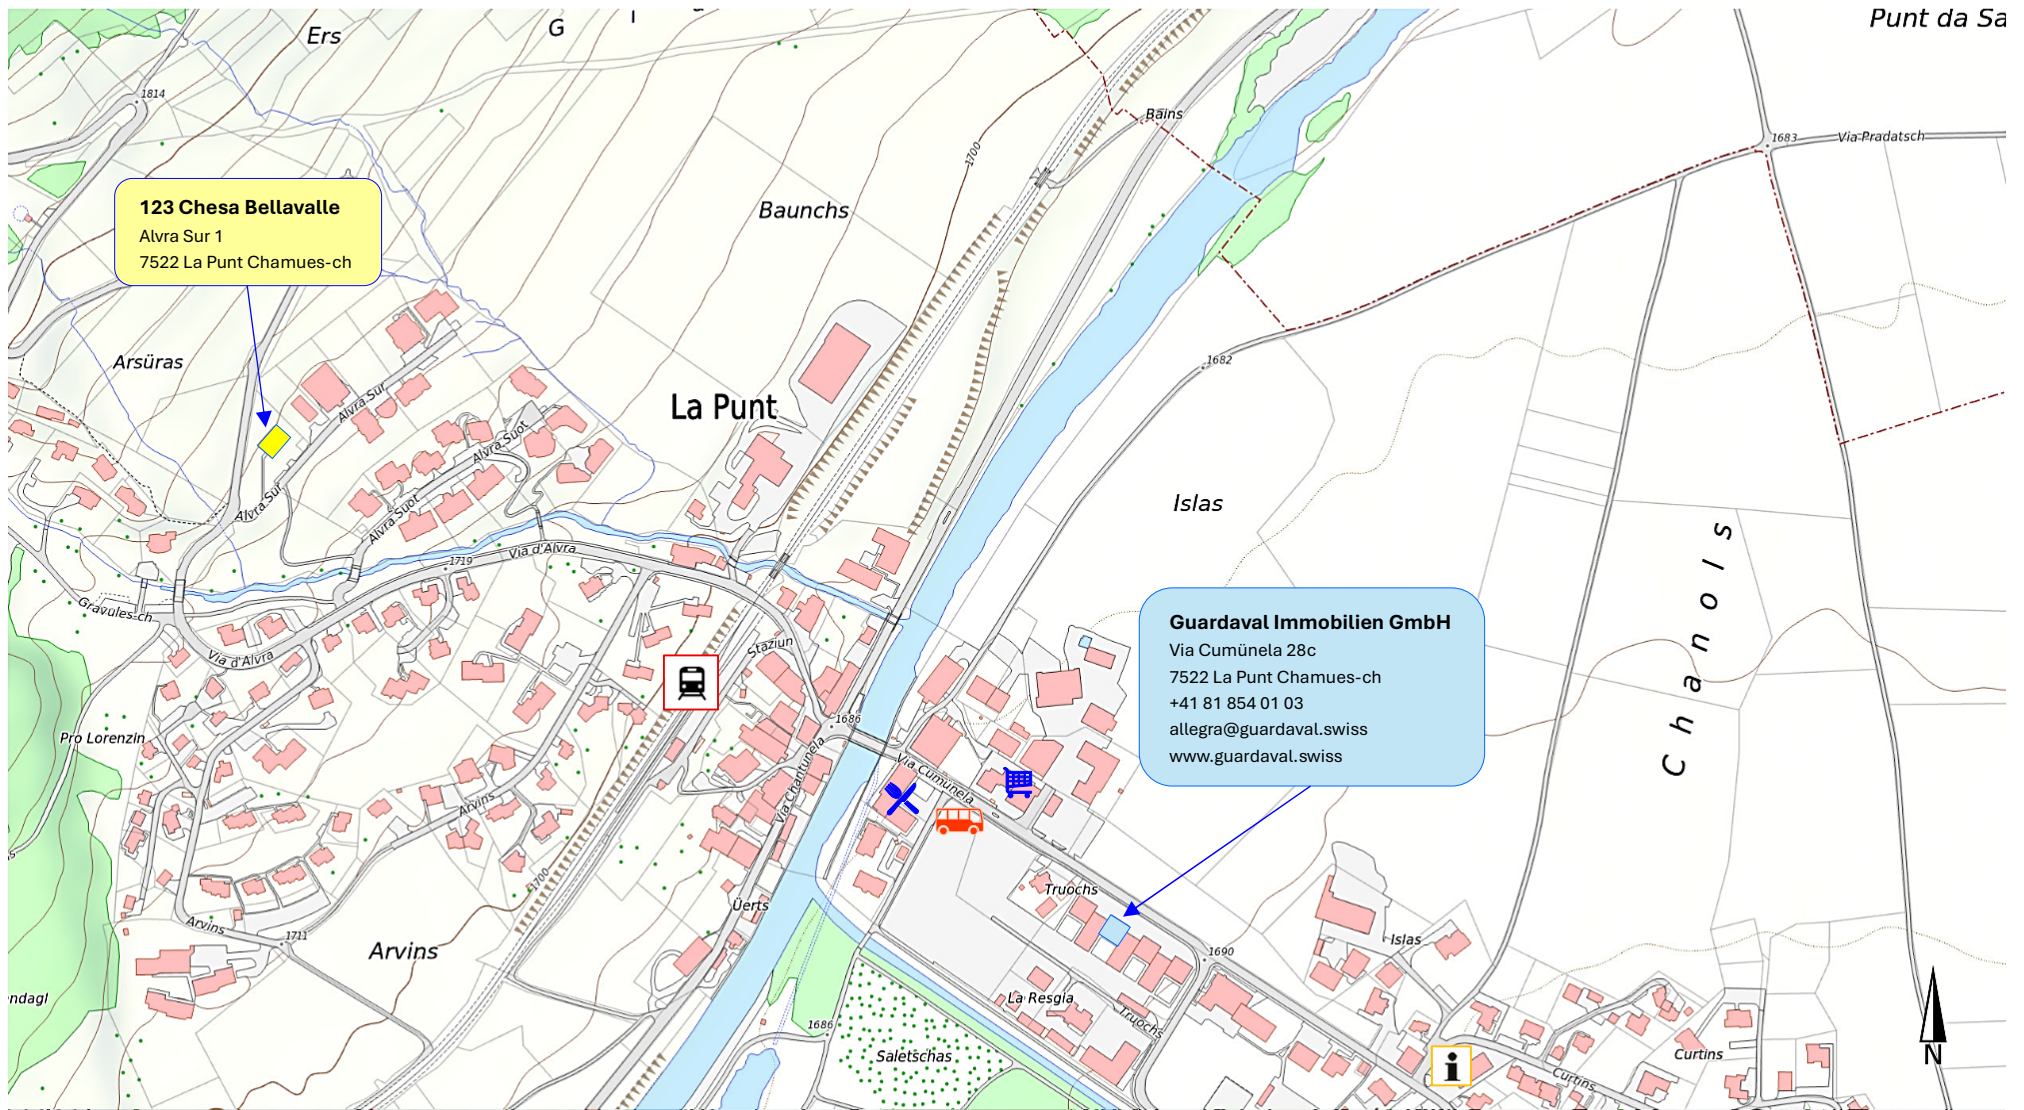 Punt da Sa
Ers
G
1814
Bains
1683
Via Pradatsch
1700
123 Chesa Bellavalle
Alvra Sur 1
7522 La Punt Chamues-ch
Baunchs
Arsüras
1682
La Punt
Alvra Sur
Alvra Suot
Alvra Sur
Alvra Suot
Islas
Chanols
Via d'Alvra
1719
Gravules-ch
Via d'Alvra
Staziun
Guardaval Immobilien GmbH
Via Cumünela 28c
7522 La Punt Chamues-ch
+41 81 854 01 03
allegra@guardaval.swiss
www.guardaval.swiss
1686
Pro Lorenzin
Via Chantunela
Via Cumünela
Arvins
1700
Truochs
Üerts
Arvins
1711
Arvins
Islas
1690
endagl
La Resgia
Truochs
1686
Saletschas
Curtins
Curtins
N